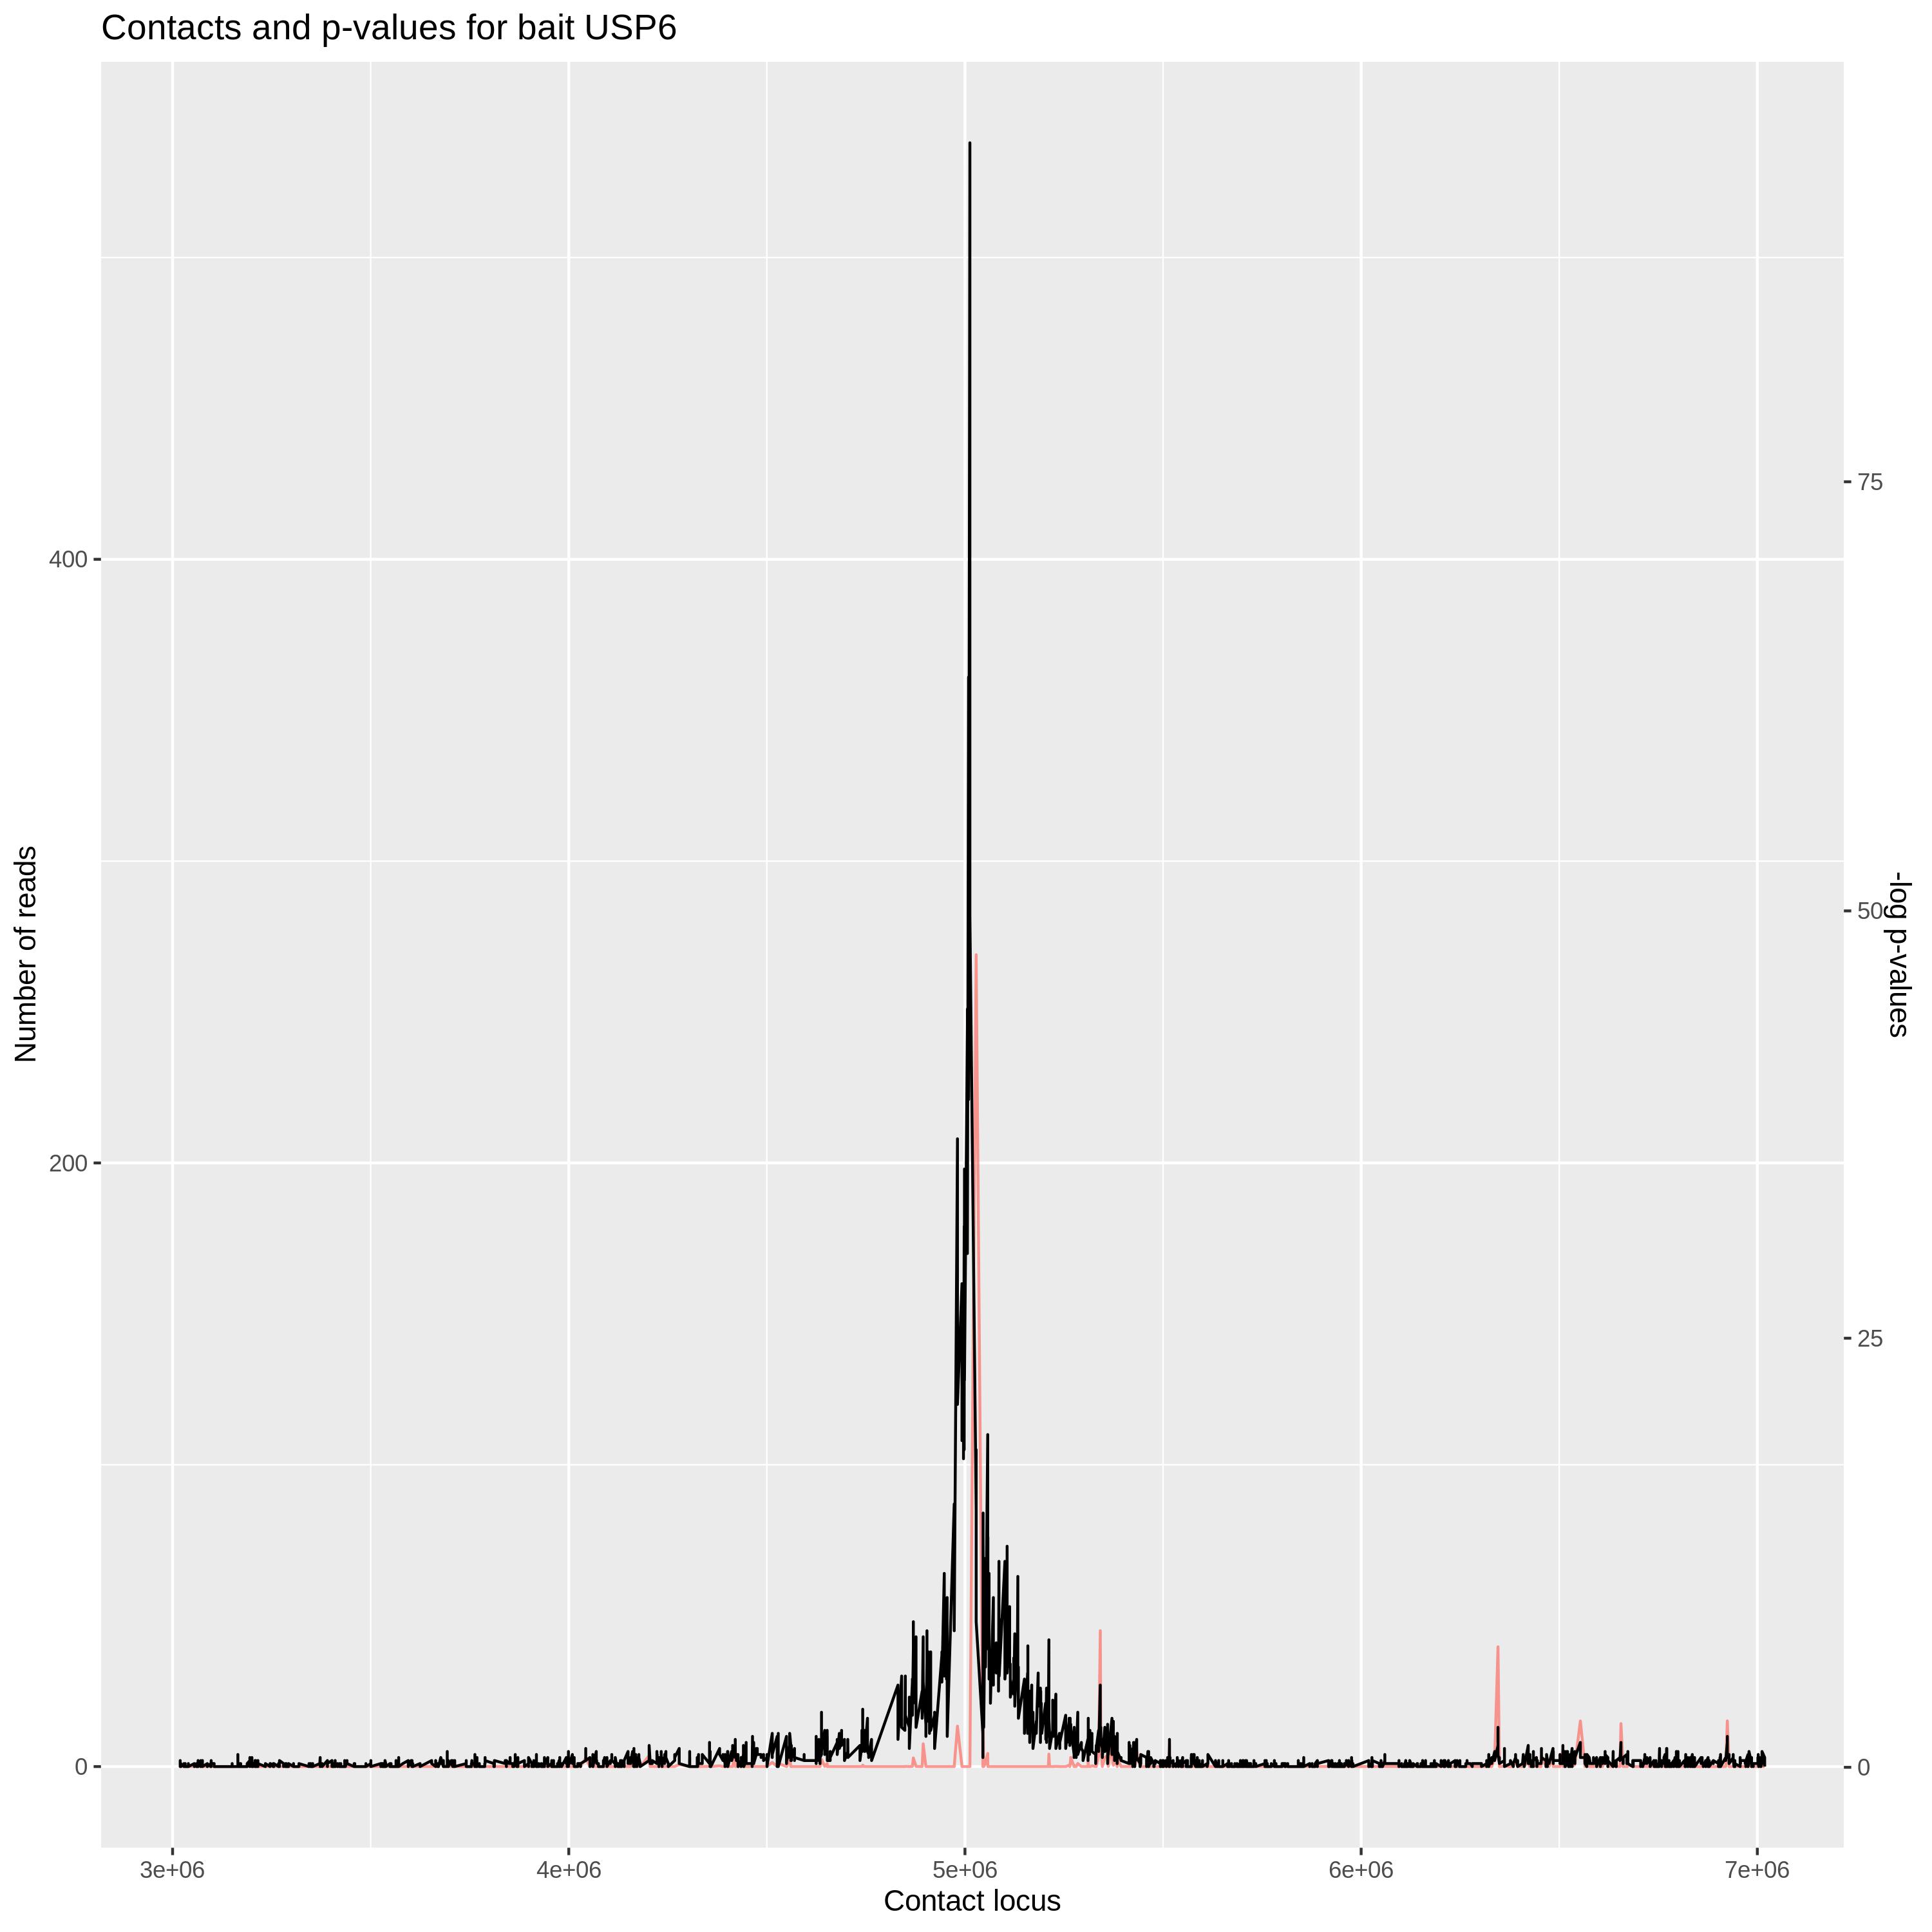 Contacts and p-values for bait USP6
Number of reads
400
200
0
75
50
25
0
-log p-values
3e+06 4e+06 5e+06 6e+06 7e+06
Contact locus